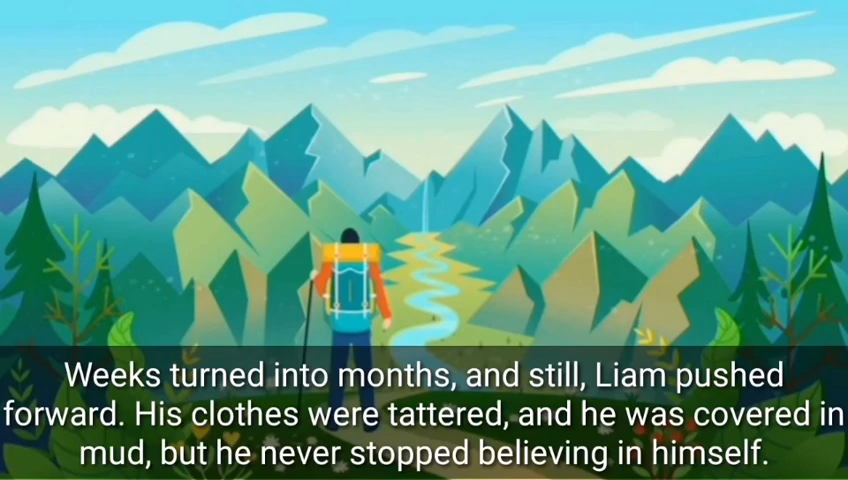 Weeks turned into months, and still, Liam pushed
forward. His clothes were tattered, and he was covered in
mud, but he never stopped believing in himself.